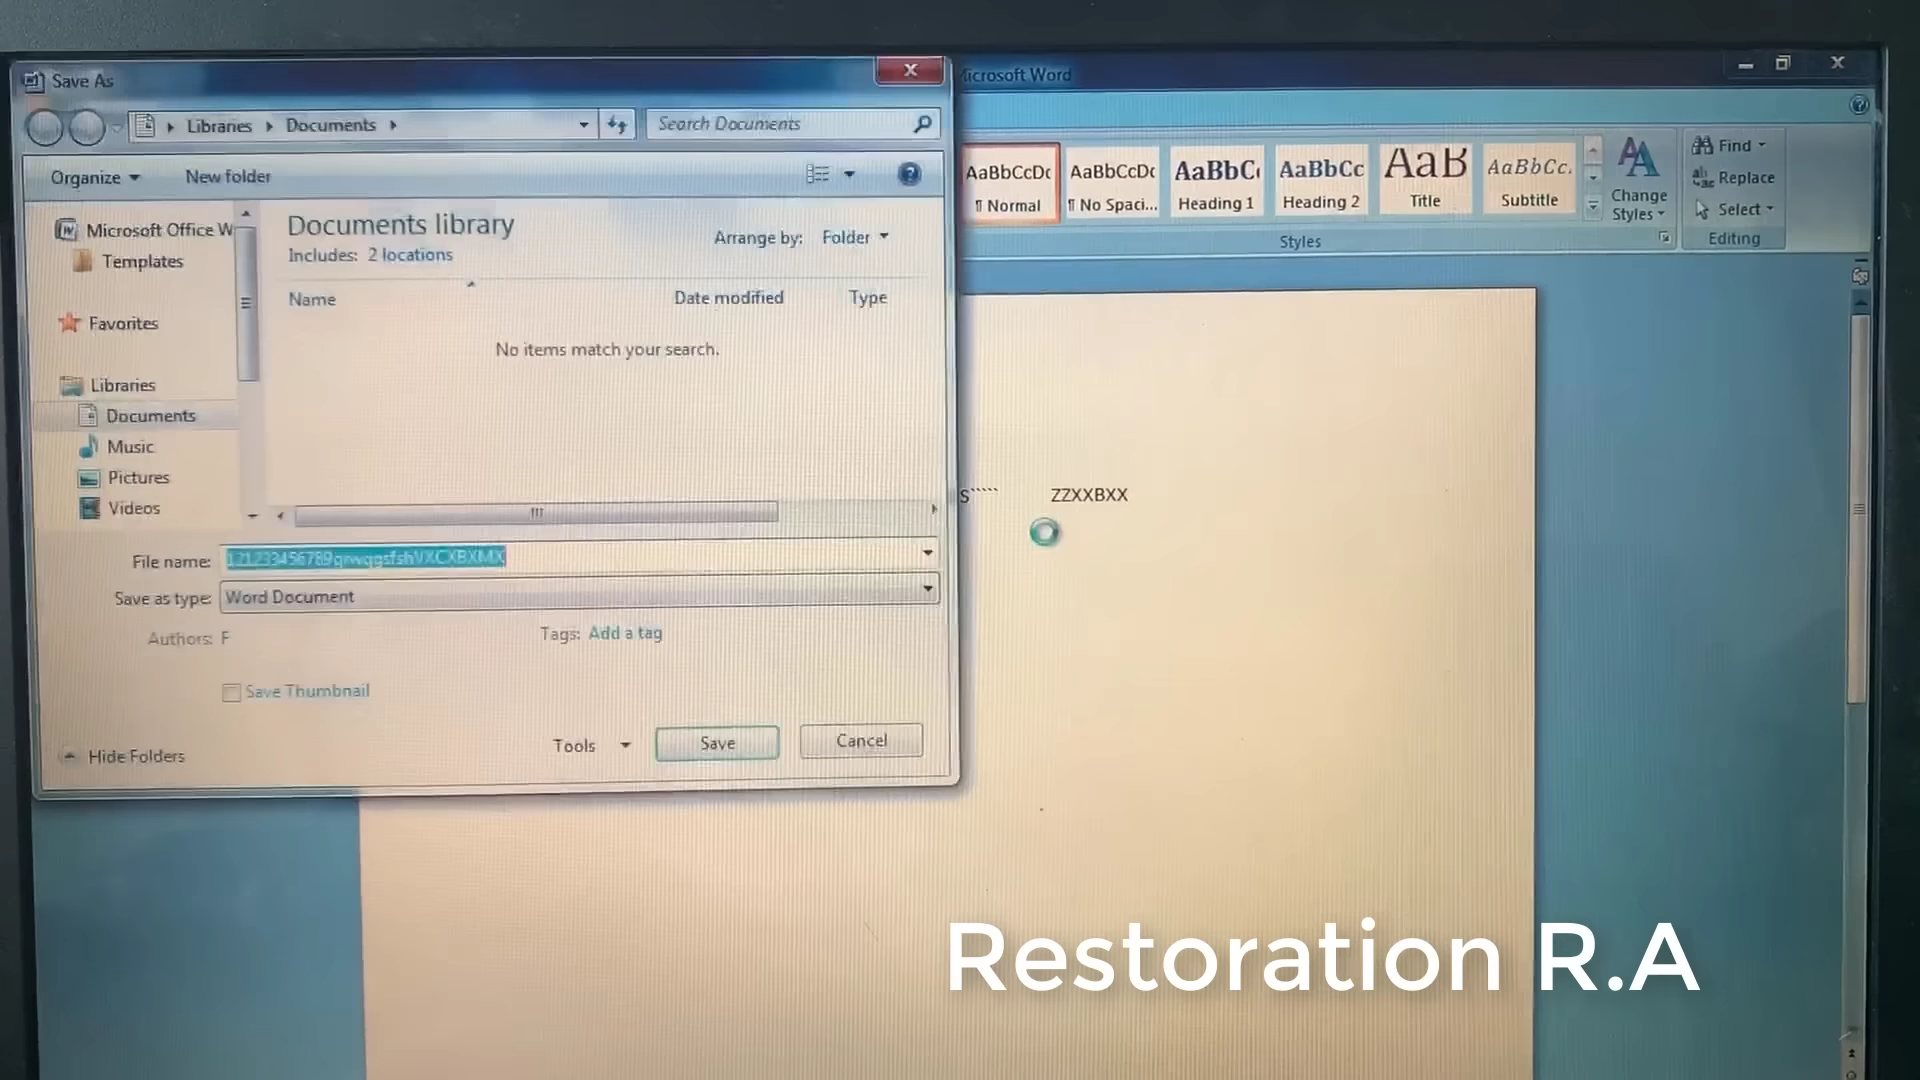 Save As
Microsoft Word
Libraries Documents
Search Documents
Organize
New folder
Microsoft Office W
Templates
Favorites
Libraries
Documents
Music
Pictures
Videos
Documents library
Includes: 2 locations
Arrange by: Folder
Name
Date modified
Type
No items match your search.
File name:
Save as type: Word Document
Authors: F
Tags: Add a tag
Save Thumbnail
Hide Folders
Tools
Save
Cancel
AaBbCcDc
¶ Normal
AaBbCcDc
¶ No Spaci...
AaBbC
Heading 1
AaBbCc
Heading 2
AaB
Title
AaBbCc.
Subtitle
Change
Styles
Styles
Find
Replace
Select
Editing
S````` ZZXXBXX
Restoration R.A